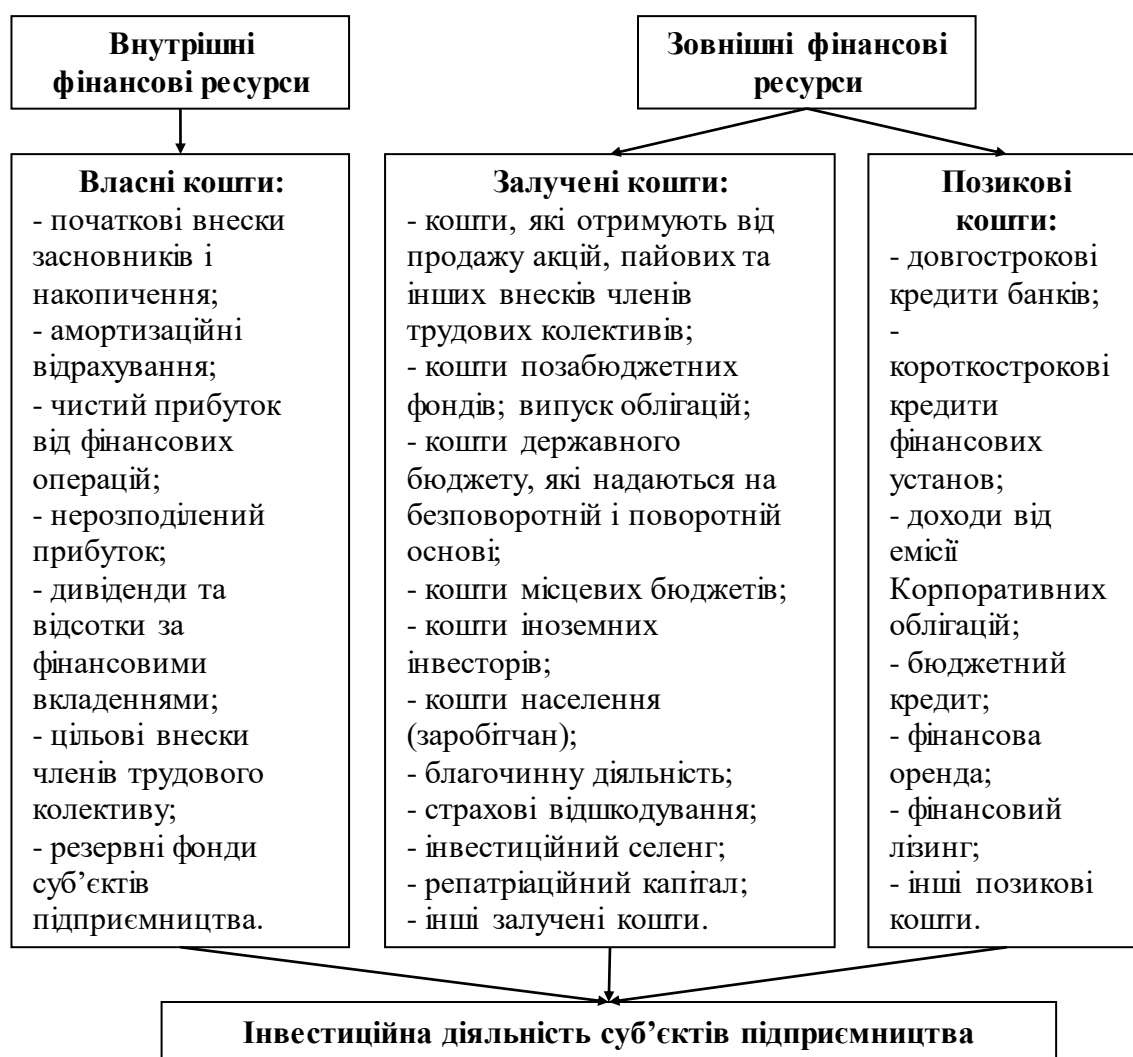 Внутрішні
фінансові ресурси
Зовнішні фінансові
ресурси
Власні кошти:
- початкові внески
засновників і
накопичення;
- амортизаційні
відрахування;
- чистий прибуток
від фінансових
операцій;
- нерозподілений
прибуток;
- дивіденди та
відсотки за
фінансовими
вкладеннями;
- цільові внески
членів трудового
колективу;
- резервні фонди
суб’єктів
підприємництва.
Залучені кошти:
- кошти, які отримують від
продажу акцій, пайових та
інших внесків членів
трудових колективів;
- кошти позабюджетних
фондів; випуск облігацій;
- кошти державного
бюджету, які надаються на
безповоротній і поворотній
основі;
- кошти місцевих бюджетів;
- кошти іноземних
інвесторів;
- кошти населення
(заробітчан);
- благочинну діяльність;
- страхові відшкодування;
- інвестиційний селенг;
- репатріаційний капітал;
- інші залучені кошти.
Позикові
кошти:
- довгострокові
кредити банків;
-
короткострокові
кредити
фінансових
установ;
- доходи від
емісії
Корпоративних
облігацій;
- бюджетний
кредит;
- фінансова
оренда;
- фінансовий
лізинг;
- інші позикові
кошти.
Інвестиційна діяльність суб’єктів підприємництва